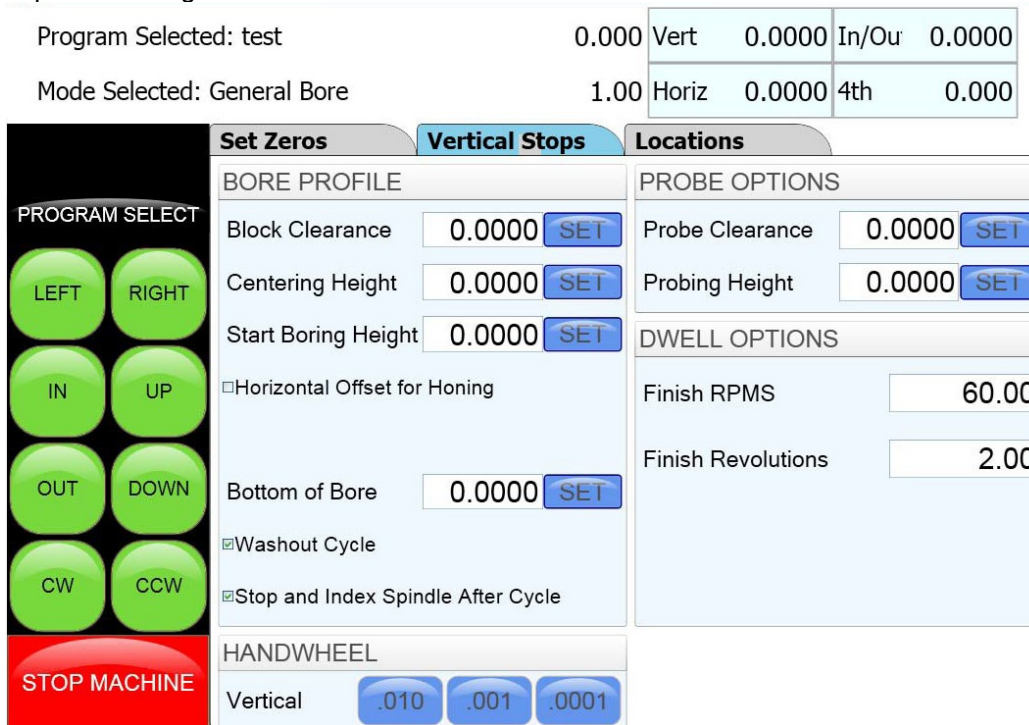 Program Selected: test 0.000 Vert 0.0000 In/Ou 0.0000
Mode Selected: General Bore 1.00 Horiz 0.0000 4th 0.000
Set Zeros Vertical Stops Locations
PROGRAM SELECT
LEFT RIGHT
IN UP
OUT DOWN
CW CCW
STOP MACHINE
BORE PROFILE
Block Clearance 0.0000 SET
Centering Height 0.0000 SET
Start Boring Height 0.0000 SET
Horizontal Offset for Honing
Bottom of Bore 0.0000 SET
Washout Cycle
Stop and Index Spindle After Cycle
HANDWHEEL
Vertical .010 .001 .0001
PROBE OPTIONS
Probe Clearance 0.0000 SET
Probing Height 0.0000 SET
DWELL OPTIONS
Finish RPMS 60.00
Finish Revolutions 2.00